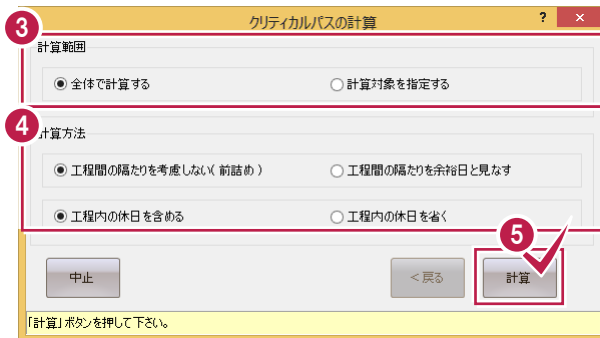 クリティカルパスの計算 ? ×
3
計算範囲
全体で計算する 計算対象を指定する
4
計算方法
工程間の隔たりを考慮しない(前詰め) 工程間の隔たりを余裕日と見なす
工程内の休日を含める 工程内の休日を省く
5
中止 <戻る 計算
「計算」ボタンを押して下さい。